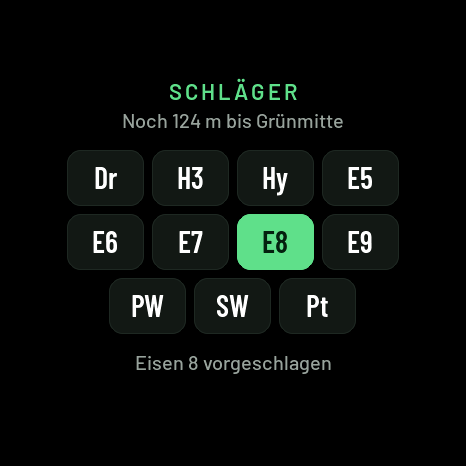 SCHLÄGER
Noch 124 m bis Grünmitte
Dr H3 Hy E5
E6 E7 E8 E9
PW SW Pt
Eisen 8 vorgeschlagen